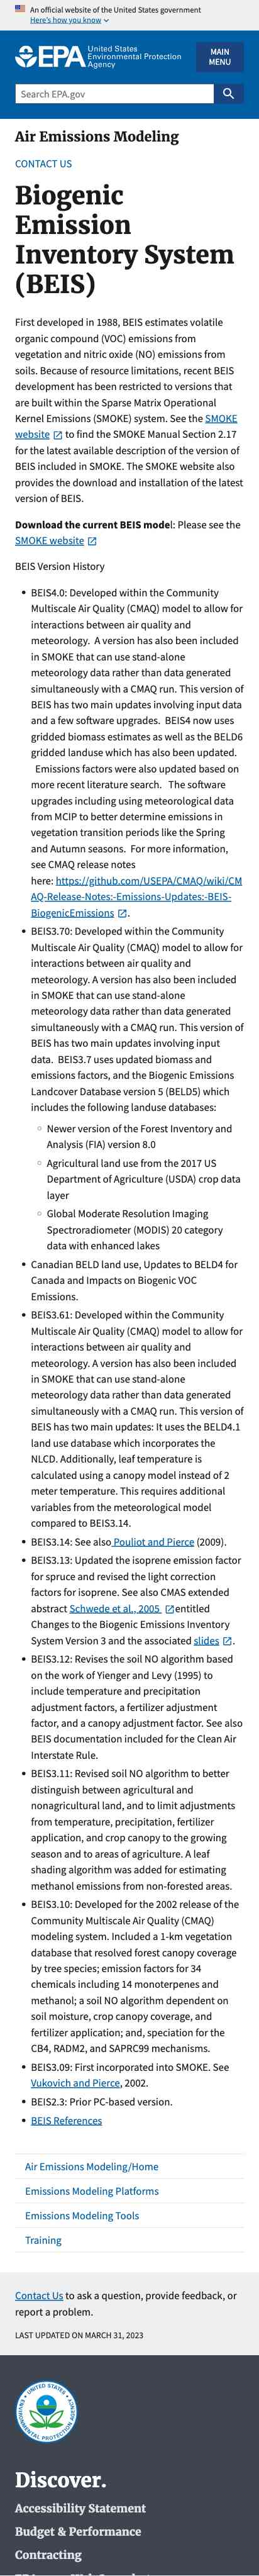 An official website of the United States government
Here's how you know
United States
Environmental Protection
Agency
EPA
MAIN
MENU
Search EPA.gov
Air Emissions Modeling
CONTACT US
Biogenic
Emission
Inventory System
(BEIS)
First developed in 1988, BEIS estimates volatile
organic compound (VOC) emissions from
vegetation and nitric oxide (NO) emissions from
soils. Because of resource limitations, recent BEIS
development has been restricted to versions that
are built within the Sparse Matrix Operational
Kernel Emissions (SMOKE) system. See the SMOKE
website to find the SMOKE Manual Section 2.17
for the latest available description of the version of
BEIS included in SMOKE. The SMOKE website also
provides the download and installation of the latest
version of BEIS.
Download the current BEIS model: Please see the
SMOKE website
BEIS Version History
• BEIS4.0: Developed within the Community
Multiscale Air Quality (CMAQ) model to allow for
interactions between air quality and
meteorology. A version has also been included
in SMOKE that can use stand-alone
meteorology data rather than data generated
simultaneously with a CMAQ run. This version of
BEIS has two main updates involving input data
and a few software upgrades. BEIS4 now uses
gridded biomass estimates as well as the BELD6
gridded landuse which has also been updated.
Emissions factors were also updated based on
more recent literature search. The software
upgrades including using meteorological data
from MCIP to better determine emissions in
vegetation transition periods like the Spring
and Autumn seasons. For more information,
see CMAQ release notes
here: https://github.com/USEPA/CMAQ/wiki/CM
AQ-Release-Notes:-Emissions-Updates:-BEIS-
BiogenicEmissions .
• BEIS3.70: Developed within the Community
Multiscale Air Quality (CMAQ) model to allow for
interactions between air quality and
meteorology. A version has also been included
in SMOKE that can use stand-alone
meteorology data rather than data generated
simultaneously with a CMAQ run. This version of
BEIS has two main updates involving input
data. BEIS3.7 uses updated biomass and
emissions factors, and the Biogenic Emissions
Landcover Database version 5 (BELD5) which
includes the following landuse databases:
◦ Newer version of the Forest Inventory and
Analysis (FIA) version 8.0
◦ Agricultural land use from the 2017 US
Department of Agriculture (USDA) crop data
layer
◦ Global Moderate Resolution Imaging
Spectroradiometer (MODIS) 20 category
data with enhanced lakes
• Canadian BELD land use, Updates to BELD4 for
Canada and Impacts on Biogenic VOC
Emissions.
• BEIS3.61: Developed within the Community
Multiscale Air Quality (CMAQ) model to allow for
interactions between air quality and
meteorology. A version has also been included
in SMOKE that can use stand-alone
meteorology data rather than data generated
simultaneously with a CMAQ run. This version of
BEIS has two main updates: It uses the BELD4.1
land use database which incorporates the
NLCD. Additionally, leaf temperature is
calculated using a canopy model instead of 2
meter temperature. This requires additional
variables from the meteorological model
compared to BEIS3.14.
• BEIS3.14: See also Pouliot and Pierce (2009).
• BEIS3.13: Updated the isoprene emission factor
for spruce and revised the light correction
factors for isoprene. See also CMAS extended
abstract Schwede et al., 2005 entitled
Changes to the Biogenic Emissions Inventory
System Version 3 and the associated slides .
• BEIS3.12: Revises the soil NO algorithm based
on the work of Yienger and Levy (1995) to
include temperature and precipitation
adjustment factors, a fertilizer adjustment
factor, and a canopy adjustment factor. See also
BEIS documentation included for the Clean Air
Interstate Rule.
• BEIS3.11: Revised soil NO algorithm to better
distinguish between agricultural and
nonagricultural land, and to limit adjustments
from temperature, precipitation, fertilizer
application, and crop canopy to the growing
season and to areas of agriculture. A leaf
shading algorithm was added for estimating
methanol emissions from non-forested areas.
• BEIS3.10: Developed for the 2002 release of the
Community Multiscale Air Quality (CMAQ)
modeling system. Included a 1-km vegetation
database that resolved forest canopy coverage
by tree species; emission factors for 34
chemicals including 14 monoterpenes and
methanol; a soil NO algorithm dependent on
soil moisture, crop canopy coverage, and
fertilizer application; and, speciation for the
CB4, RADM2, and SAPRC99 mechanisms.
• BEIS3.09: First incorporated into SMOKE. See
Vukovich and Pierce, 2002.
• BEIS2.3: Prior PC-based version.
• BEIS References
Air Emissions Modeling/Home
Emissions Modeling Platforms
Emissions Modeling Tools
Training
Contact Us to ask a question, provide feedback, or
report a problem.
LAST UPDATED ON MARCH 31, 2023
UNITED STATES
ENVIRONMENTAL PROTECTION AGENCY
Discover.
Accessibility Statement
Budget & Performance
Contracting